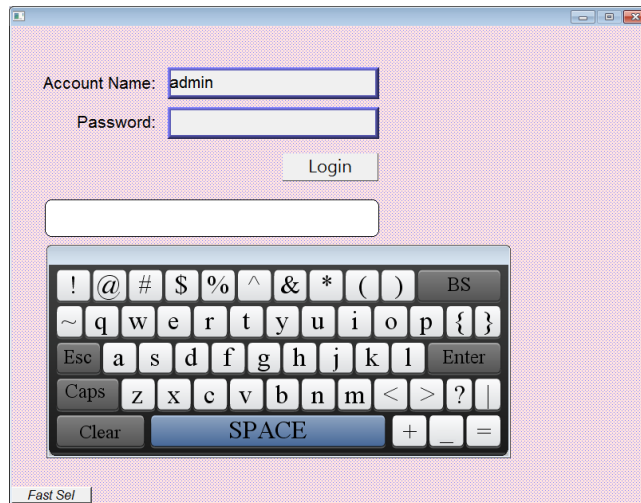 Account Name: admin
Password:
Login
! @ # $ % ^ & * ( ) BS
~ q w e r t y u i o p { }
Esc a s d f g h j k l Enter
Caps z x c v b n m < > ? |
Clear SPACE + _ =
Fast Sel